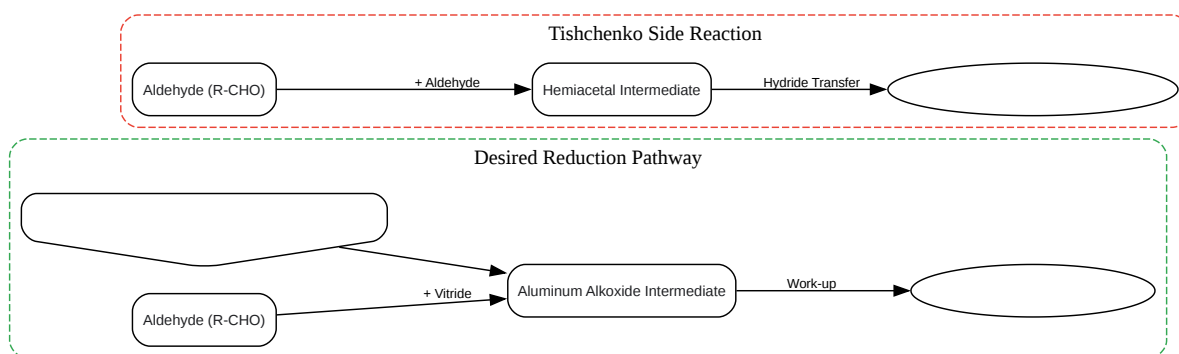 Tishchenko Side Reaction
Aldehyde (R-CHO)
+ Aldehyde
Hemiacetal Intermediate
Hydride Transfer
Desired Reduction Pathway
Aldehyde (R-CHO)
+ Vitride
Aluminum Alkoxide Intermediate
Work-up